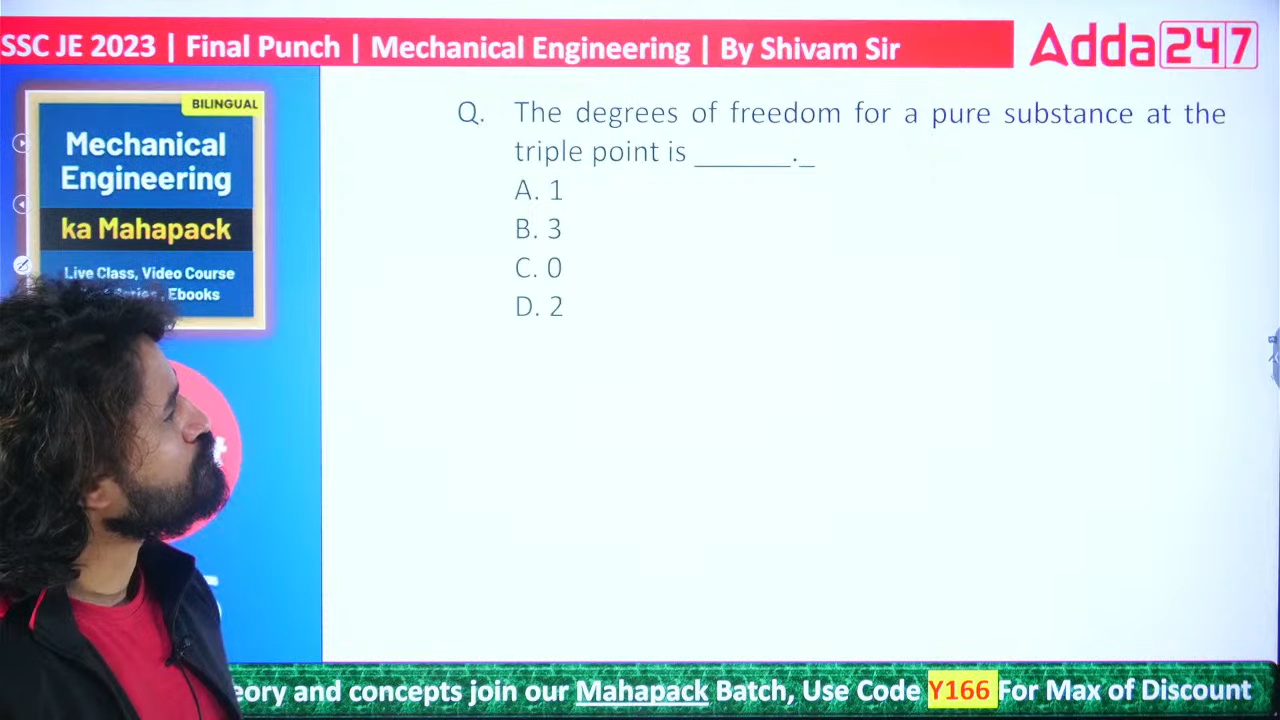 SSC JE 2023 | Final Punch | Mechanical Engineering | By Shivam Sir
Adda247
BILINGUAL
Mechanical
Engineering
ka Mahapack
Live Class, Video Course
Ebooks
Q. The degrees of freedom for a pure substance at the
triple point is ______._
A. 1
B. 3
C. 0
D. 2
and concepts join our Mahapack Batch, Use Code Y166 For Max of Discount